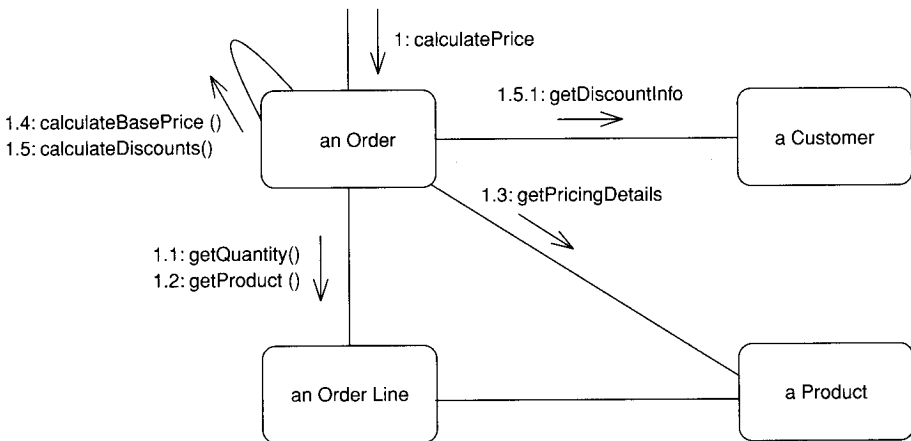 1: calculatePrice
1.5.1: getDiscountInfo
1.4: calculateBasePrice ()
1.5: calculateDiscounts()
an Order
a Customer
1.3: getPricingDetails
1.1: getQuantity()
1.2: getProduct ()
an Order Line
a Product